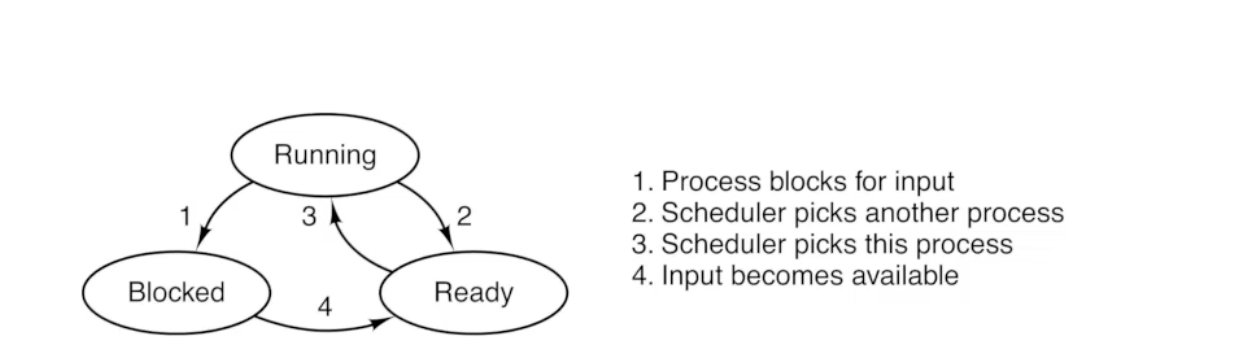 Running
1
3
2
Blocked
4
Ready
1. Process blocks for input
2. Scheduler picks another process
3. Scheduler picks this process
4. Input becomes available